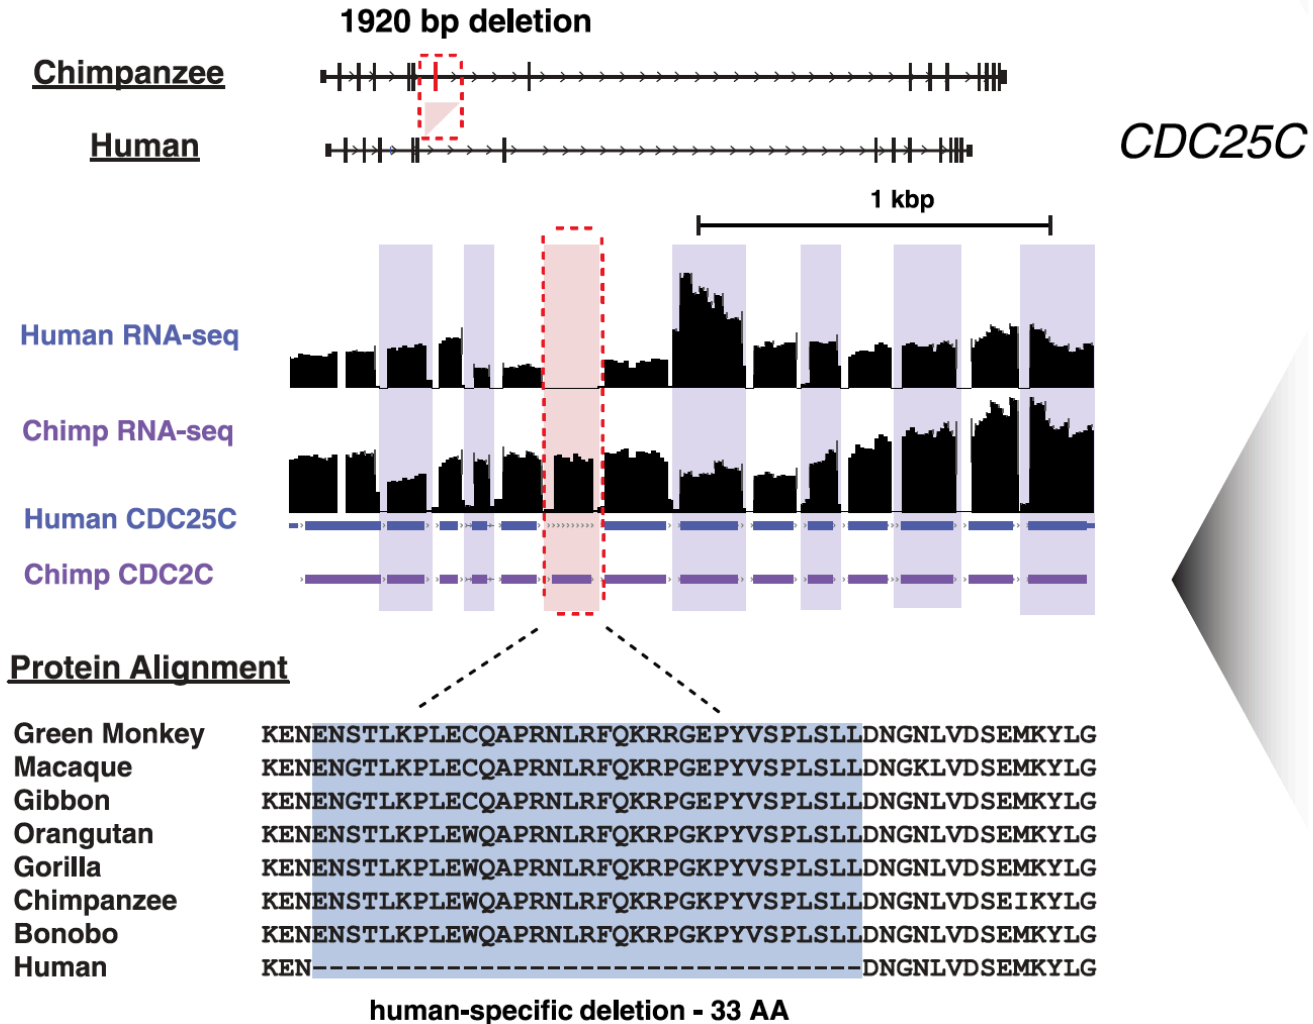 1920 bp deletion
Chimpanzee
Human
CDC25C
1 kbp
Human RNA-seq
Chimp RNA-seq
Human CDC25C
Chimp CDC2C
Protein Alignment
Green Monkey KENENSTLKPLECQAPRNLRFQKRRGEPYVSPLSLLDNGNLVDSEMKYLG
Macaque KENENGTLKPLECQAPRNLRFQKRPGEPYVSPLSLLDNGKLVDSEMKYLG
Gibbon KENENGTLKPLECQAPRNLRFQKRPGEPYVSPLSLLDNGNLVDSEMKYLG
Orangutan KENENSTLKPLEWQAPRNLRFQKRPGKPYVSPLSLLDNGNLVDSEMKYLG
Gorilla KENENSTLKPLEWQAPRNLRFQKRPGKPYVSPLSLLDNGNLVDSEMKYLG
Chimpanzee KENENSTLKPLEWQAPRNLRFQKRPGKPYVSPLSLLDNGNLVDSEIKYLG
Bonobo KENENSTLKPLEWQAPRNLRFQKRPGKPYVSPLSLLDNGNLVDSEMKYLG
Human KEN---------------------------------DNGNLVDSEMKYLG
human-specific deletion - 33 AA